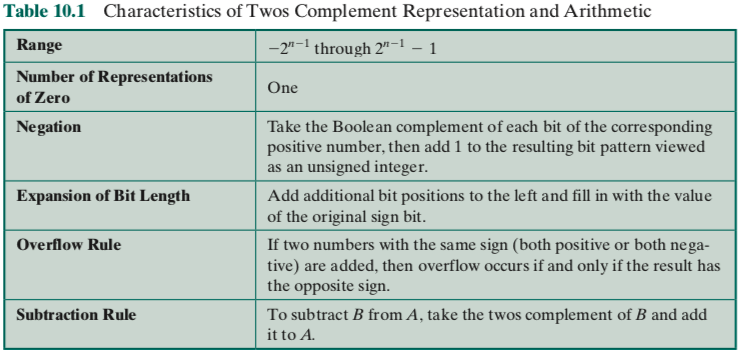 Table 10.1 Characteristics of Twos Complement Representation and Arithmetic
Range
−2ⁿ⁻¹ through 2ⁿ⁻¹ − 1
Number of Representations
of Zero
One
Negation
Take the Boolean complement of each bit of the corresponding
positive number, then add 1 to the resulting bit pattern viewed
as an unsigned integer.
Expansion of Bit Length
Add additional bit positions to the left and fill in with the value
of the original sign bit.
Overflow Rule
If two numbers with the same sign (both positive or both nega-
tive) are added, then overflow occurs if and only if the result has
the opposite sign.
Subtraction Rule
To subtract B from A, take the twos complement of B and add
it to A.